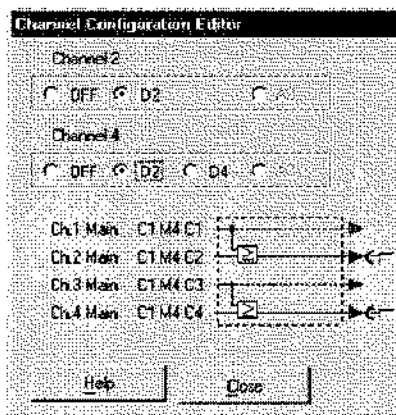 Channel Configuration Editor
Channel 2
OFF D2
Channel 4
OFF D2 D4
Ch.1 Main C1 M4 C1
Ch.2 Main C1 M4 C2
Ch.3 Main C1 M4 C3
Ch.4 Main C1 M4 C4
Help Close